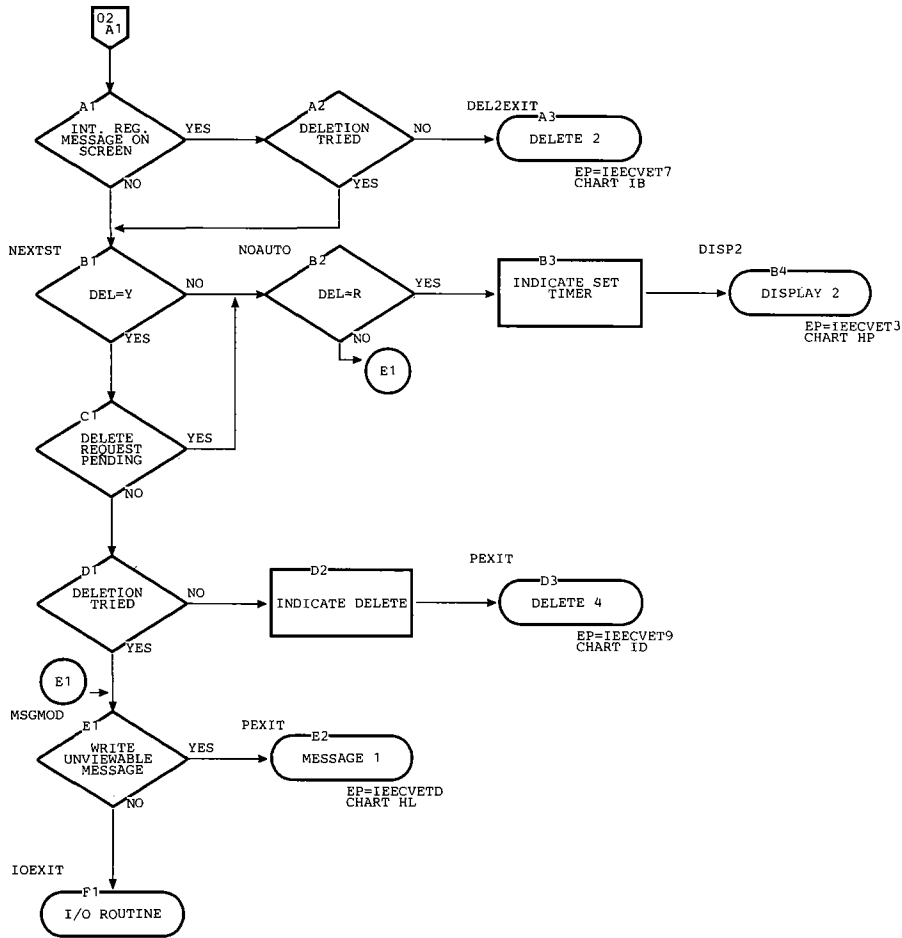 02
A1
A1
INT. REG.
MESSAGE ON
SCREEN
YES
NO
A2
DELETION
TRIED
NO
YES
DEL2EXIT
A3
DELETE 2
EP=IEECVET7
CHART IB
NEXTST
B1
DEL=Y
NO
YES
NOAUTO
B2
DEL=R
YES
NO
E1
B3
INDICATE SET
TIMER
DISP2
B4
DISPLAY 2
EP=IEECVET3
CHART HP
C1
DELETE
REQUEST
PENDING
YES
NO
D1
DELETION
TRIED
NO
YES
D2
INDICATE DELETE
PEXIT
D3
DELETE 4
EP=IEECVET9
CHART ID
E1
MSGMOD
E1
WRITE
UNVIEWABLE
MESSAGE
YES
NO
PEXIT
E2
MESSAGE 1
EP=IEECVETD
CHART HL
IOEXIT
F1
I/O ROUTINE